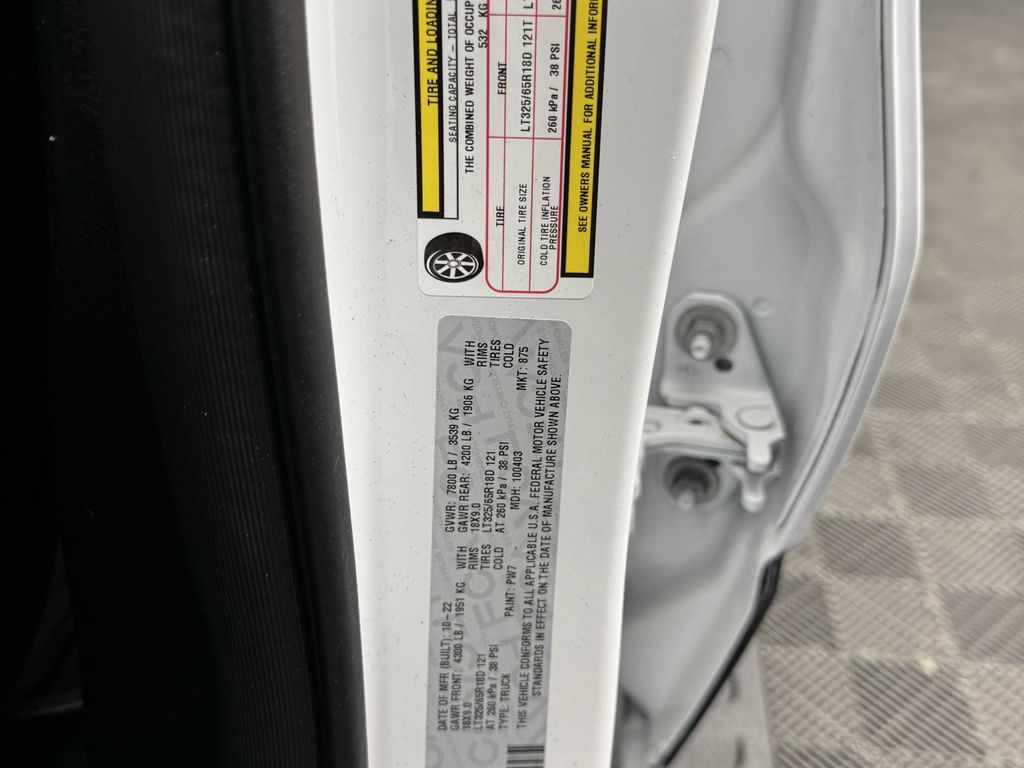 TIRE AND LOADIN
SEATING CAPACITY – TOTAL
THE COMBINED WEIGHT OF OCCUP
532 KG
TIRE FRONT
ORIGINAL TIRE SIZE LT325/65R18D 121T
COLD TIRE INFLATION PRESSURE 260 kPa / 38 PSI
SEE OWNERS MANUAL FOR ADDITIONAL INFOR
DATE OF MFR (BUILT): 10-22 GVWR: 7800 LB / 3539 KG
GAWR FRONT: 4300 LB / 1951 KG WITH GAWR REAR: 4200 LB / 1906 KG WITH
18X9.0 RIMS 18X9.0 RIMS
LT325/65R18D 121 TIRES LT325/65R18D 121 TIRES
AT 260 kPa / 38 PSI COLD AT 260 kPa / 38 PSI COLD
TYPE: TRUCK PAINT: PW7 MDH: 100403 MKT: 875
THIS VEHICLE CONFORMS TO ALL APPLICABLE U.S.A. FEDERAL MOTOR VEHICLE SAFETY
STANDARDS IN EFFECT ON THE DATE OF MANUFACTURE SHOWN ABOVE.